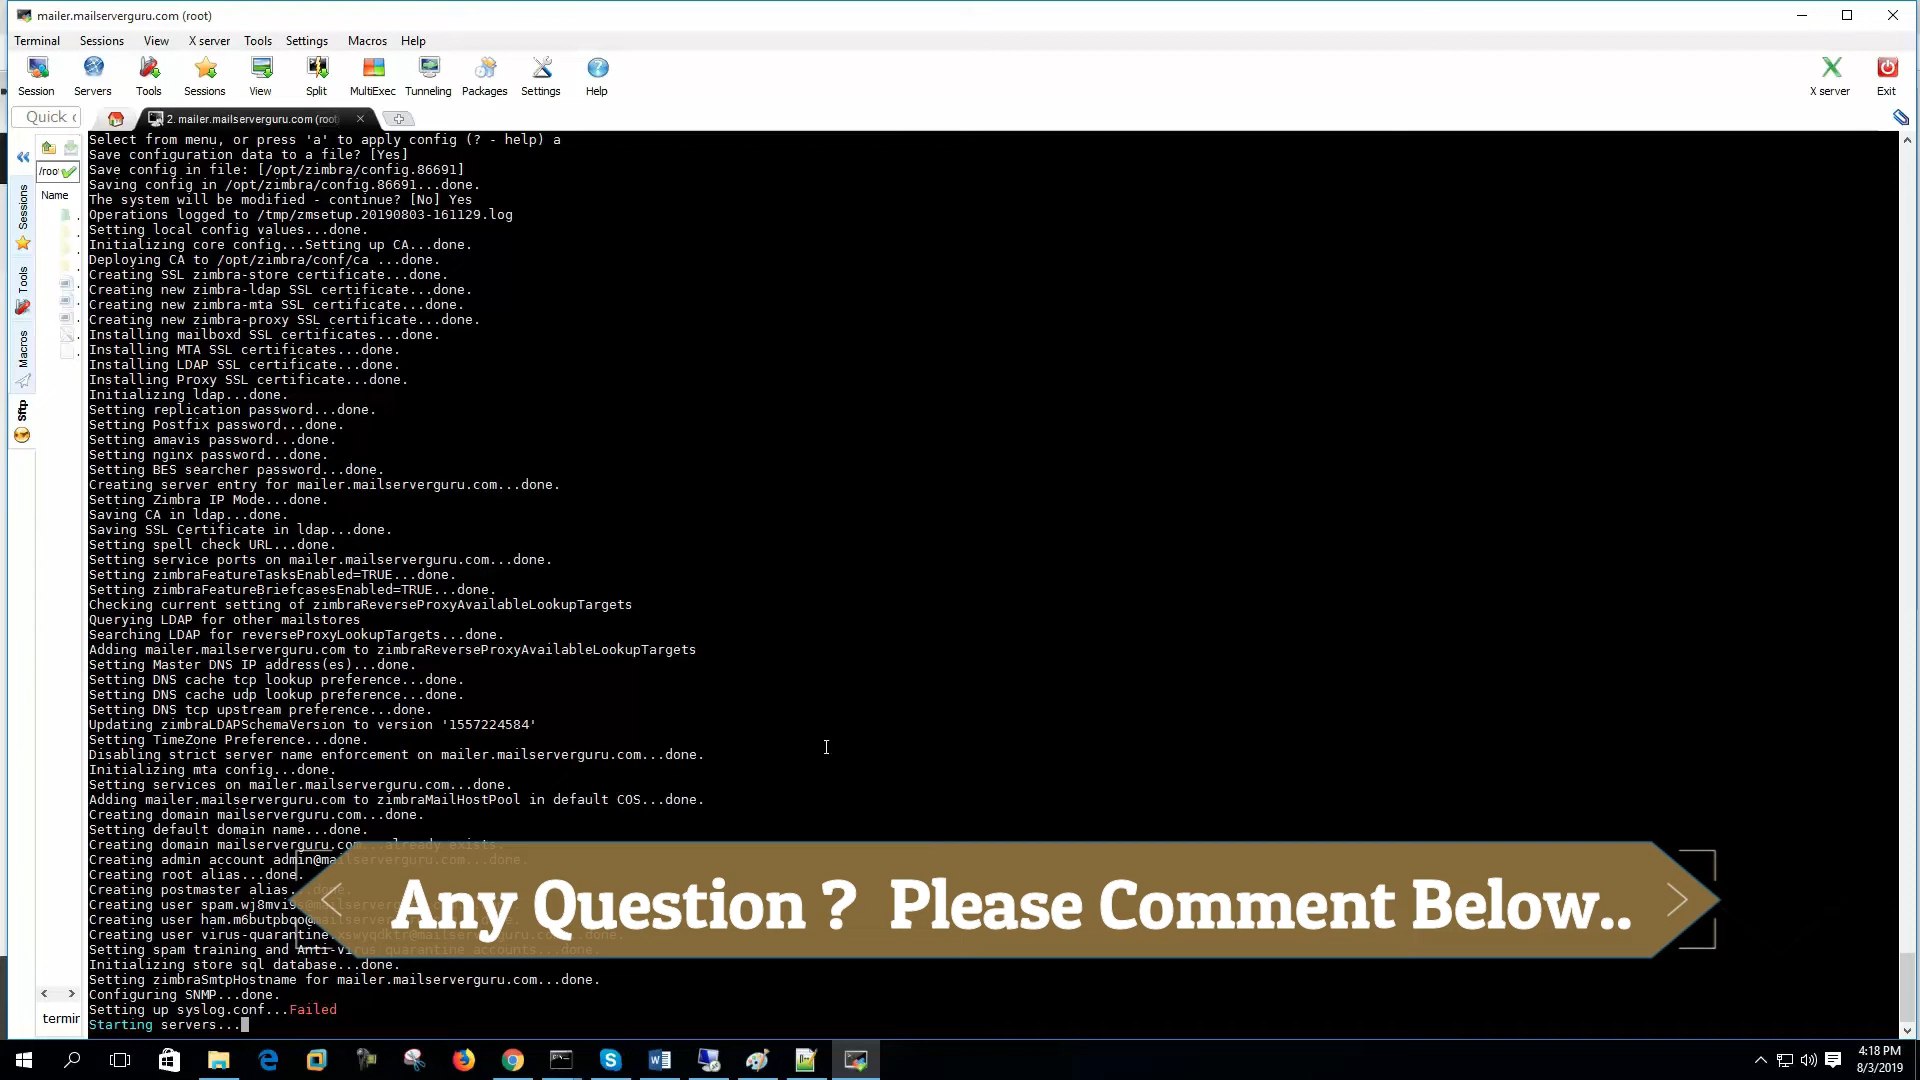 mailer.mailserverguru.com (root)
Terminal Sessions View X server Tools Settings Macros Help
Session Servers Tools Sessions View Split MultiExec Tunneling Packages Settings Help X server Exit
Quick c
2. mailer.mailserverguru.com (root
/roo
Name
Sessions
Tools
Macros
Sftp
termir
Select from menu, or press 'a' to apply config (? - help) a
Save configuration data to a file? [Yes]
Save config in file: [/opt/zimbra/config.86691]
Saving config in /opt/zimbra/config.86691...done.
The system will be modified - continue? [No] Yes
Operations logged to /tmp/zmsetup.20190803-161129.log
Setting local config values...done.
Initializing core config...Setting up CA...done.
Deploying CA to /opt/zimbra/conf/ca ...done.
Creating SSL zimbra-store certificate...done.
Creating new zimbra-ldap SSL certificate...done.
Creating new zimbra-mta SSL certificate...done.
Creating new zimbra-proxy SSL certificate...done.
Installing mailboxd SSL certificates...done.
Installing MTA SSL certificates...done.
Installing LDAP SSL certificate...done.
Installing Proxy SSL certificate...done.
Initializing ldap...done.
Setting replication password...done.
Setting Postfix password...done.
Setting amavis password...done.
Setting nginx password...done.
Setting BES searcher password...done.
Creating server entry for mailer.mailserverguru.com...done.
Setting Zimbra IP Mode...done.
Saving CA in ldap...done.
Saving SSL Certificate in ldap...done.
Setting spell check URL...done.
Setting service ports on mailer.mailserverguru.com...done.
Setting zimbraFeatureTasksEnabled=TRUE...done.
Setting zimbraFeatureBriefcasesEnabled=TRUE...done.
Checking current setting of zimbraReverseProxyAvailableLookupTargets
Querying LDAP for other mailstores
Searching LDAP for reverseProxyLookupTargets...done.
Adding mailer.mailserverguru.com to zimbraReverseProxyAvailableLookupTargets
Setting Master DNS IP address(es)...done.
Setting DNS cache tcp lookup preference...done.
Setting DNS cache udp lookup preference...done.
Setting DNS tcp upstream preference...done.
Updating zimbraLDAPSchemaVersion to version '1557224584'
Setting TimeZone Preference...done.
Disabling strict server name enforcement on mailer.mailserverguru.com...done.
Initializing mta config...done.
Setting services on mailer.mailserverguru.com...done.
Adding mailer.mailserverguru.com to zimbraMailHostPool in default COS...done.
Creating domain mailserverguru.com...done.
Setting default domain name...done.
Creating domain mailserverguru.com...already exists.
Creating admin account admin@mailserverguru.com...done.
Creating root alias...done.
Creating postmaster alias...done.
Creating user
Creating user
Creating user
Setting spam training and Anti-virus quarantine accounts...done.
Initializing store sql database...done.
Setting zimbraSmtpHostname for mailer.mailserverguru.com...done.
Configuring SNMP...done.
Setting up syslog.conf...Failed
Starting servers...
Any Question ? Please Comment Below..
4:18 PM
8/3/2019